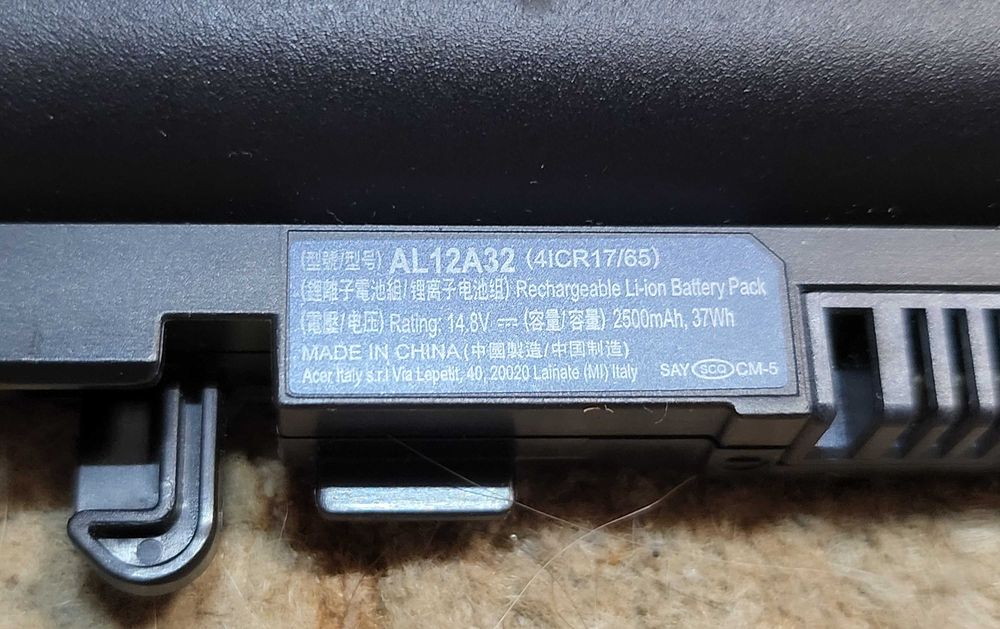 (型號/型号) AL12A32 (4ICR17/65)
(鋰離子電池組/锂离子电池组) Rechargeable Li-ion Battery Pack
(電壓/电压) Rating: 14.8V ⎓ (容量/容量) 2500mAh, 37Wh
MADE IN CHINA (中國製造/中国制造)
Acer Italy s.r.l Via Lepetit, 40, 20020 Lainate (MI) Italy SAY SCQ CM-5